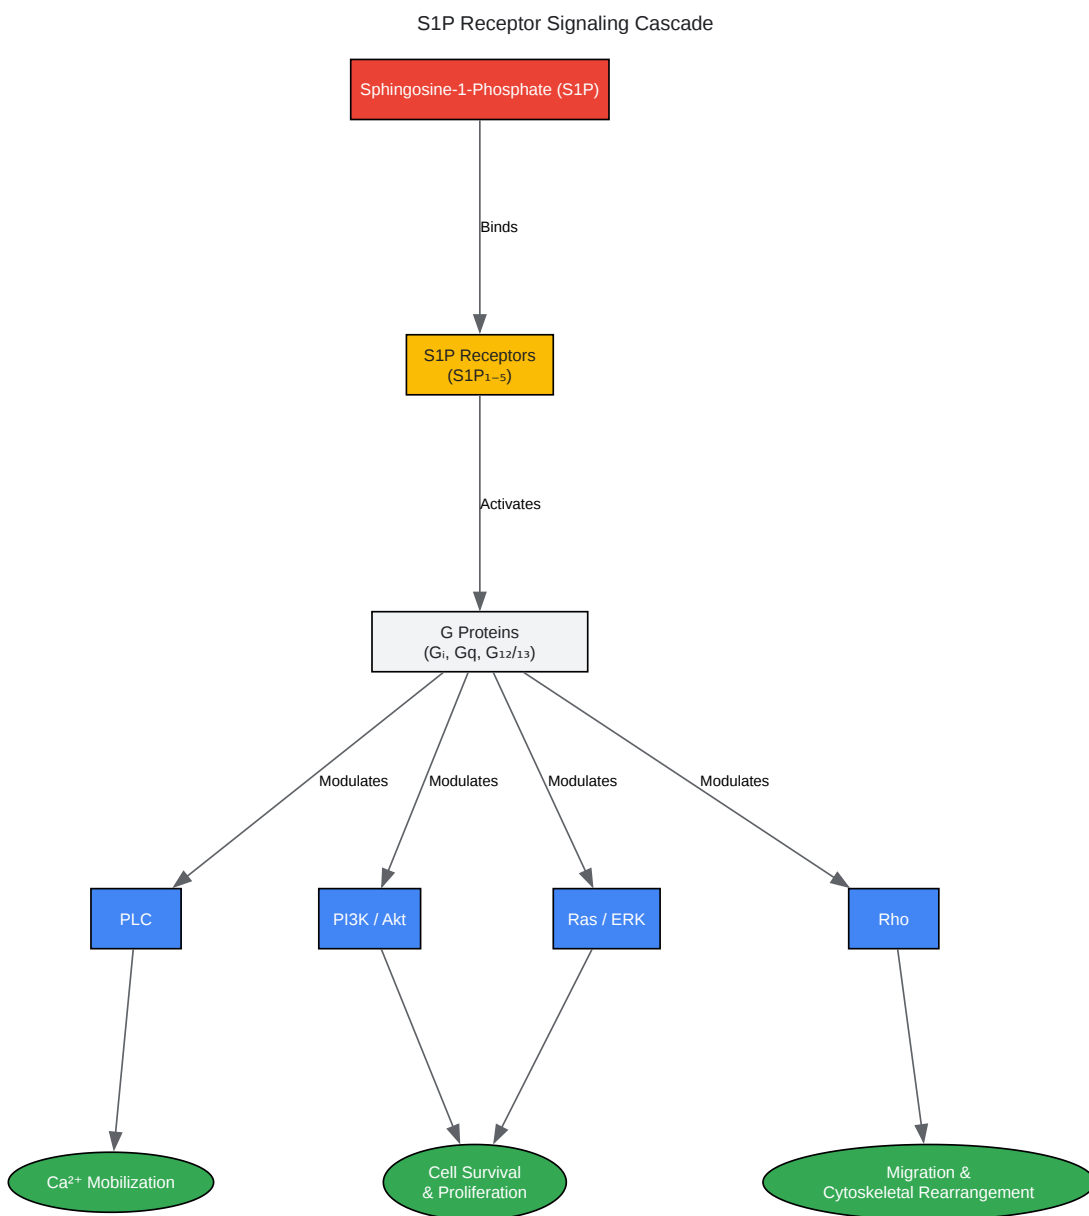 S1P Receptor Signaling Cascade
Sphingosine-1-Phosphate (S1P)
Binds
S1P Receptors
(S1P₁₋₅)
Activates
G Proteins
(Gᵢ, Gq, G₁₂/₁₃)
Modulates
Modulates
Modulates
Modulates
PLC
PI3K / Akt
Ras / ERK
Rho
Ca²⁺ Mobilization
Cell Survival
& Proliferation
Migration &
Cytoskeletal Rearrangement